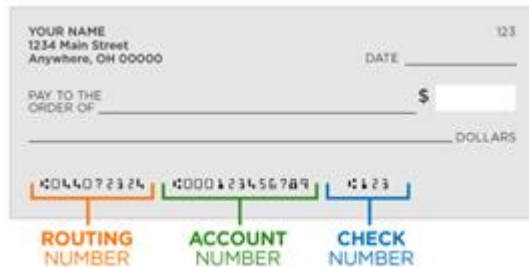 YOUR NAME 123
1234 Main Street
Anywhere, OH 00000 DATE
PAY TO THE
ORDER OF $
DOLLARS
⑆044072324⑆ ⑆000123456789⑆ ⑆123⑆
ROUTING ACCOUNT CHECK
NUMBER NUMBER NUMBER